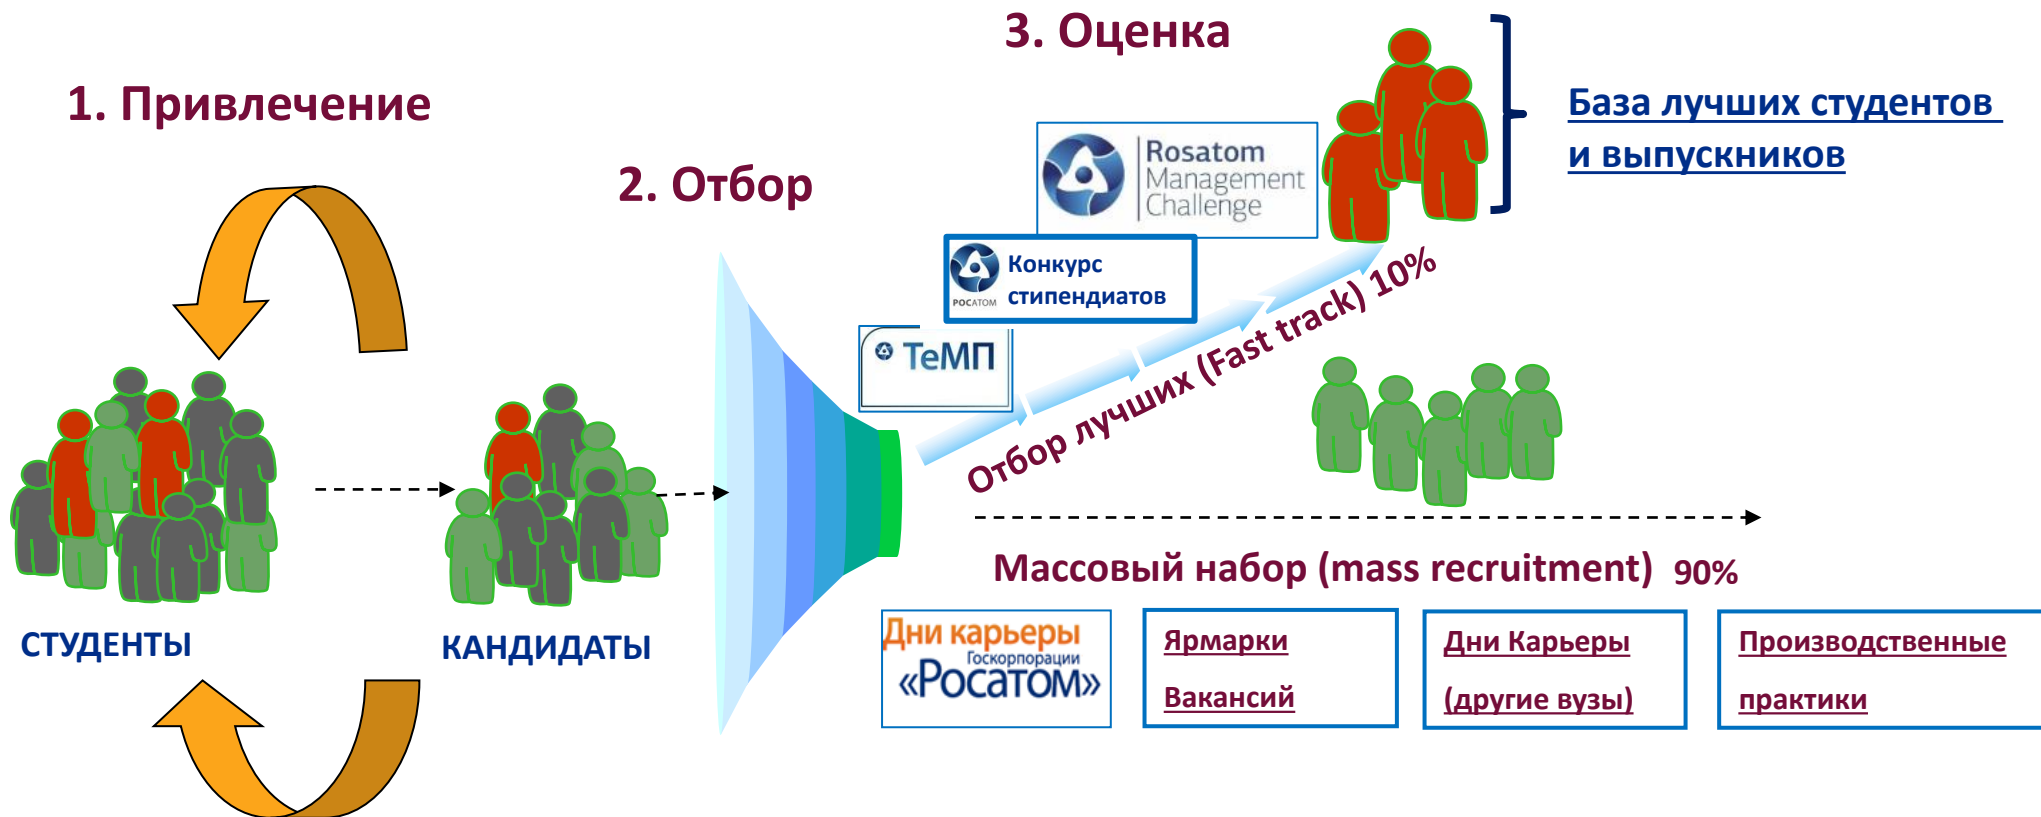 1. Привлечение
2. Отбор
3. Оценка
База лучших студентов
и выпускников
Rosatom
Management
Challenge
РОСАТОМ
Конкурс
стипендиатов
ТеМП
Отбор лучших (Fast track) 10%
СТУДЕНТЫ
КАНДИДАТЫ
Массовый набор (mass recruitment) 90%
Дни карьеры
Госкорпорации
«Росатом»
Ярмарки
Вакансий
Дни Карьеры
(другие вузы)
Производственные
практики